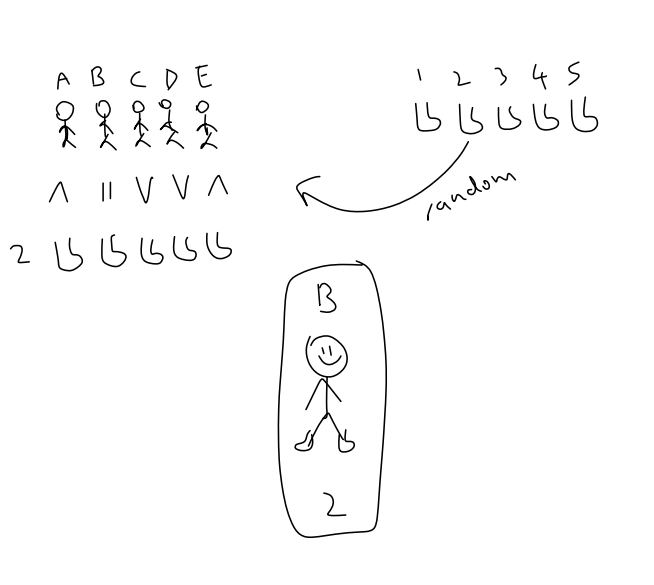 A B C D E
1 2 3 4 5
∧ || ∨ ∨ ∧
random
2
B
2